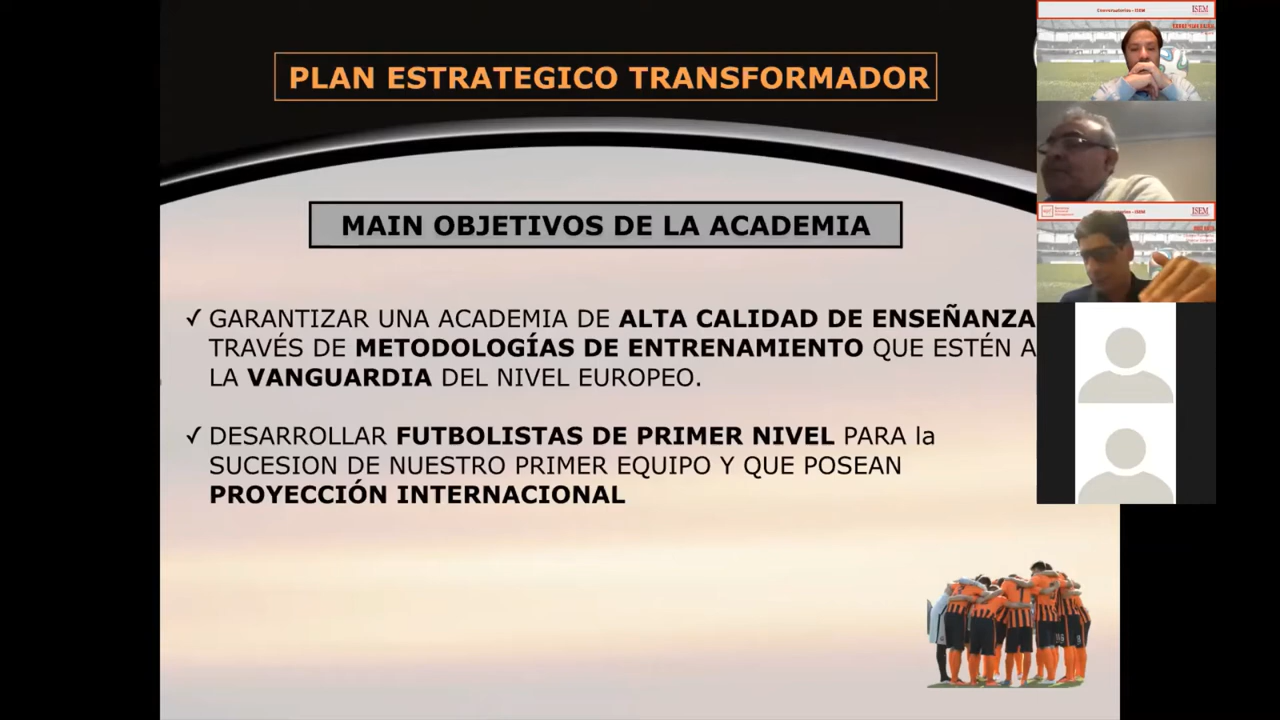 PLAN ESTRATEGICO TRANSFORMADOR
MAIN OBJETIVOS DE LA ACADEMIA
✓ GARANTIZAR UNA ACADEMIA DE ALTA CALIDAD DE ENSEÑANZA
TRAVÉS DE METODOLOGÍAS DE ENTRENAMIENTO QUE ESTÉN A
LA VANGUARDIA DEL NIVEL EUROPEO.
✓ DESARROLLAR FUTBOLISTAS DE PRIMER NIVEL PARA la
SUCESION DE NUESTRO PRIMER EQUIPO Y QUE POSEAN
PROYECCIÓN INTERNACIONAL
Conversatorios - ISEM
ISEM
ISEM